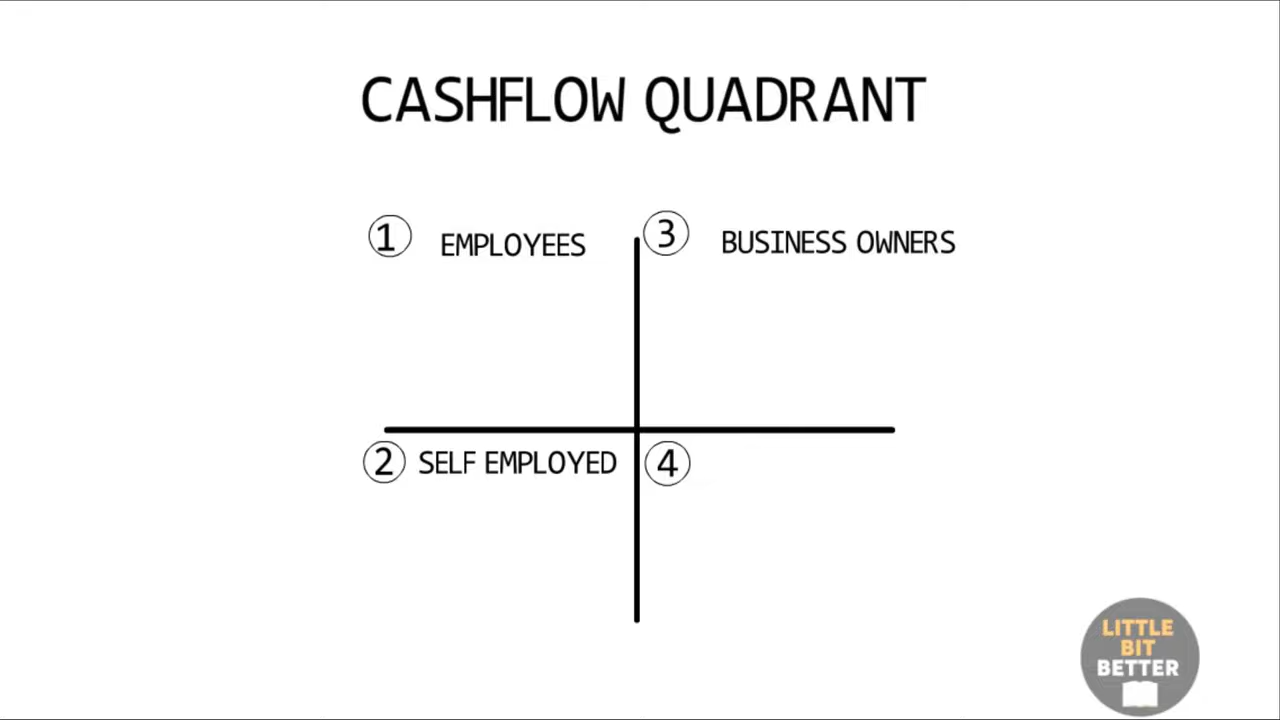 CASHFLOW QUADRANT
1 EMPLOYEES
3 BUSINESS OWNERS
2 SELF EMPLOYED
4
LITTLE
BIT
BETTER